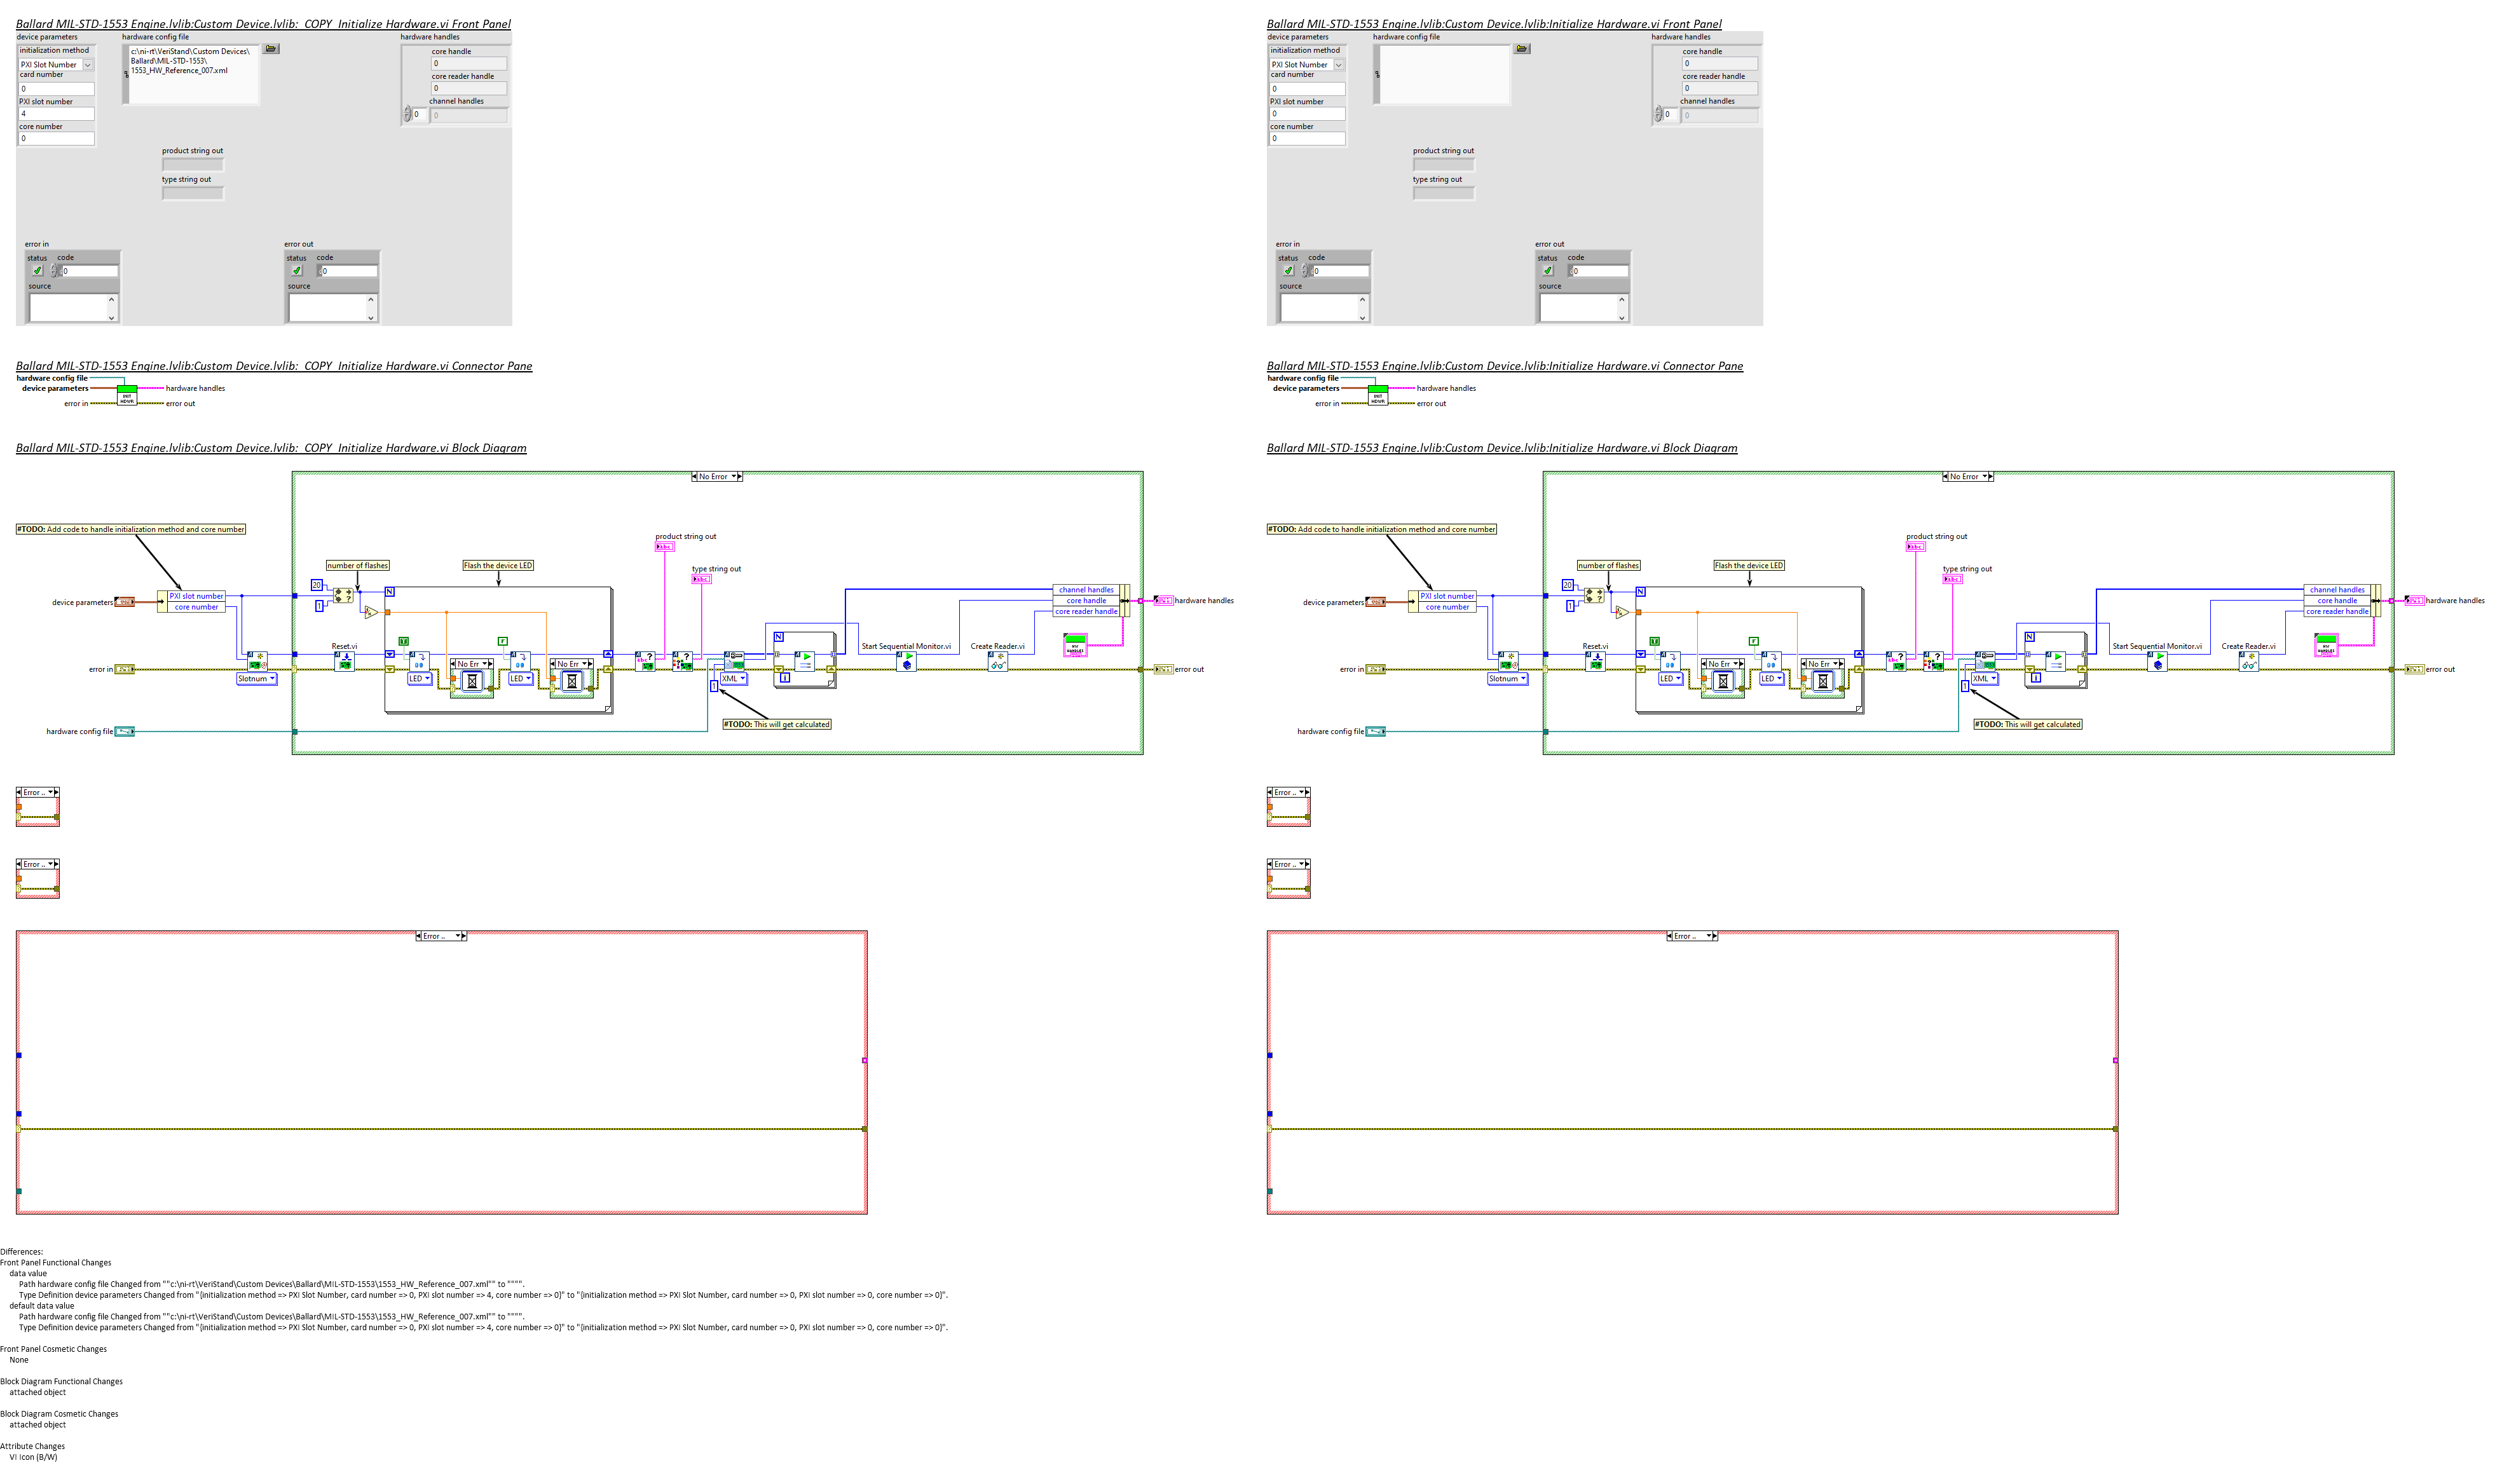 Ballard MIL-STD-1553 Engine.lvlib:Custom Device.lvlib:_COPY_Initialize Hardware.vi Front Panel
device parameters
hardware config file
hardware handles
initialization method
PXI Slot Number
card number
0
PXI slot number
4
core number
0
c:\ni-rt\VeriStand\Custom Devices\
Ballard\MIL-STD-1553\
1553_HW_Reference_007.xml
core handle
0
core reader handle
0
channel handles
0
0
product string out
type string out
error in
status
code
0
source
error out
status
code
0
source
Ballard MIL-STD-1553 Engine.lvlib:Custom Device.lvlib:Initialize Hardware.vi Front Panel
device parameters
hardware config file
hardware handles
initialization method
PXI Slot Number
card number
0
PXI slot number
0
core number
0
core handle
0
core reader handle
0
channel handles
0
0
product string out
type string out
error in
status
code
0
source
error out
status
code
0
source
Ballard MIL-STD-1553 Engine.lvlib:Custom Device.lvlib:_COPY_Initialize Hardware.vi Connector Pane
hardware config file
device parameters
hardware handles
error in
error out
INIT
HDWR
Ballard MIL-STD-1553 Engine.lvlib:Custom Device.lvlib:Initialize Hardware.vi Connector Pane
hardware config file
device parameters
hardware handles
error in
error out
INIT
HDWR
Ballard MIL-STD-1553 Engine.lvlib:Custom Device.lvlib:_COPY_Initialize Hardware.vi Block Diagram
No Error
#TODO: Add code to handle initialization method and core number
product string out
abc
number of flashes
Flash the device LED
type string out
abc
20
1
N
device parameters
PXI slot number
core number
channel handles
core handle
core reader handle
hardware handles
T
F
N
Reset.vi
Start Sequential Monitor.vi
Create Reader.vi
error in
No Err
No Err
error out
Slotnum
LED
LED
XML
1
i
#TODO: This will get calculated
hardware config file
Error ..
Error ..
Error ..
Ballard MIL-STD-1553 Engine.lvlib:Custom Device.lvlib:Initialize Hardware.vi Block Diagram
No Error
#TODO: Add code to handle initialization method and core number
product string out
abc
number of flashes
Flash the device LED
type string out
abc
20
1
N
device parameters
PXI slot number
core number
channel handles
core handle
core reader handle
hardware handles
T
F
N
Reset.vi
Start Sequential Monitor.vi
Create Reader.vi
error in
No Err
No Err
error out
Slotnum
LED
LED
XML
1
i
#TODO: This will get calculated
hardware config file
Error ..
Error ..
Error ..
Differences:
Front Panel Functional Changes
data value
Path hardware config file Changed from ""c:\ni-rt\VeriStand\Custom Devices\Ballard\MIL-STD-1553\1553_HW_Reference_007.xml"" to """".
Type Definition device parameters Changed from "{initialization method => PXI Slot Number, card number => 0, PXI slot number => 4, core number => 0}" to "{initialization method => PXI Slot Number, card number => 0, PXI slot number => 0, core number => 0}".
default data value
Path hardware config file Changed from ""c:\ni-rt\VeriStand\Custom Devices\Ballard\MIL-STD-1553\1553_HW_Reference_007.xml"" to """".
Type Definition device parameters Changed from "{initialization method => PXI Slot Number, card number => 0, PXI slot number => 4, core number => 0}" to "{initialization method => PXI Slot Number, card number => 0, PXI slot number => 0, core number => 0}".
Front Panel Cosmetic Changes
None
Block Diagram Functional Changes
attached object
Block Diagram Cosmetic Changes
attached object
Attribute Changes
VI Icon (B/W)